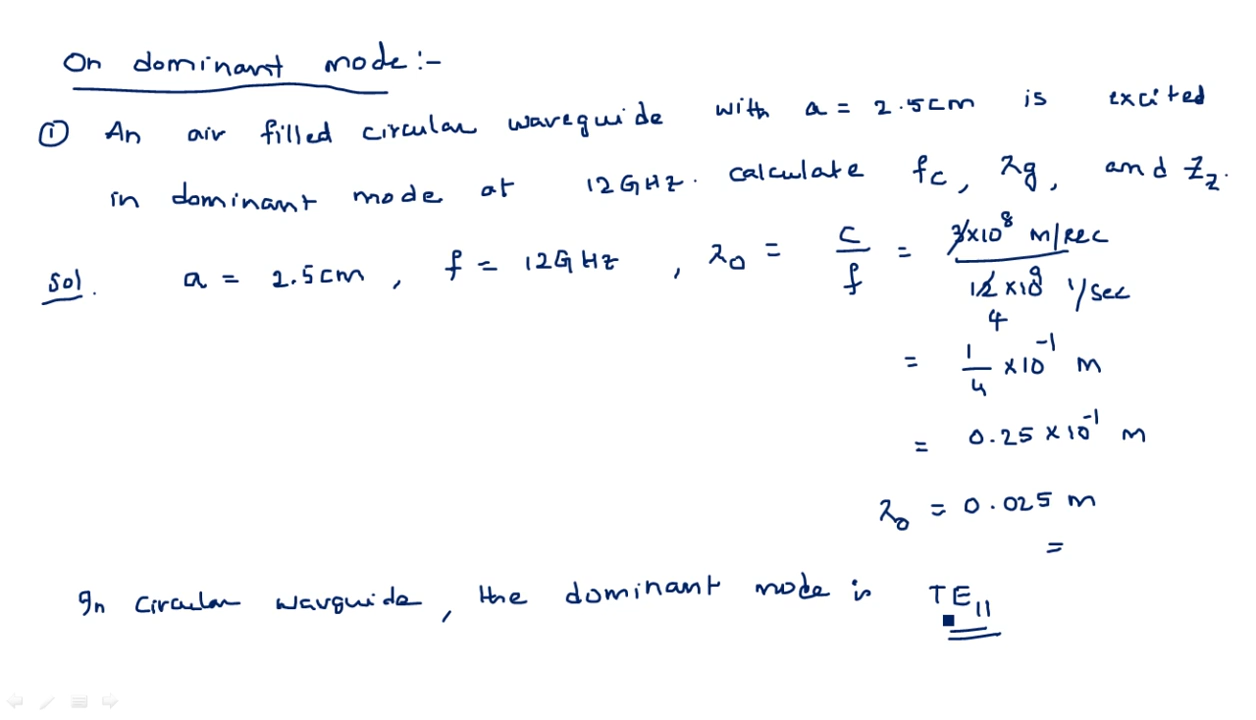 On dominant mode:-
① An air filled circular waveguide with a = 2.5cm is excited
in dominant mode at 12GHz. calculate fc, λg, and Zz.
Sol. a = 2.5cm, f = 12GHz, λ0 = c/f = 3×10^8 m/sec / 12×10^9 1/sec
4
= 1/4 ×10^-1 m
= 0.25×10^-1 m
λ0 = 0.025 m
=
In circular wavguide, the dominant mode is TE11